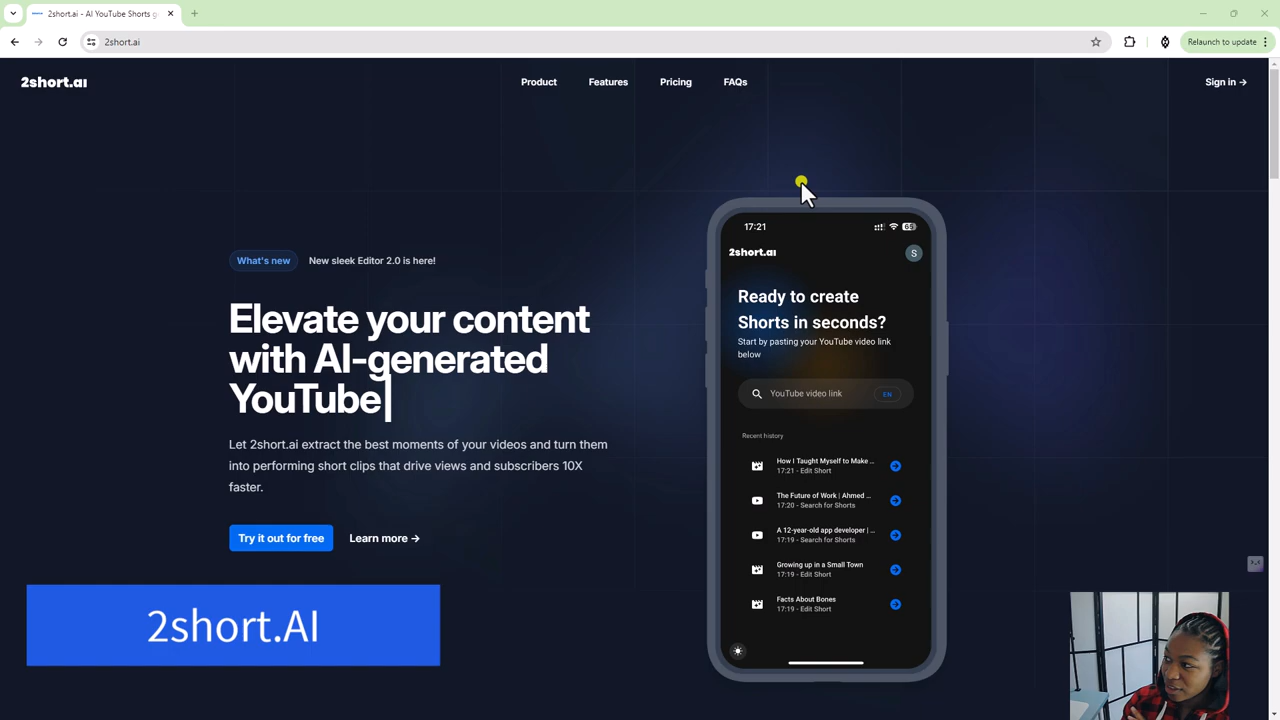 2short.ai - AI YouTube Shorts g
2short.ai
Relaunch to update
2short.ai
Product
Features
Pricing
FAQs
Sign in →
What's new
New sleek Editor 2.0 is here!
Elevate your content
with AI-generated
YouTube|
Let 2short.ai extract the best moments of your videos and turn them
into performing short clips that drive views and subscribers 10X
faster.
Try it out for free
Learn more →
2short.AI
17:21
65
2short.ai
S
Ready to create
Shorts in seconds?
Start by pasting your YouTube video link
below
YouTube video link
EN
Recent history
How I Taught Myself to Make ...
17:21 - Edit Short
The Future of Work | Ahmed ...
17:20 - Search for Shorts
A 12-year-old app developer | ...
17:19 - Search for Shorts
Growing up in a Small Town
17:19 - Edit Short
Facts About Bones
17:19 - Edit Short